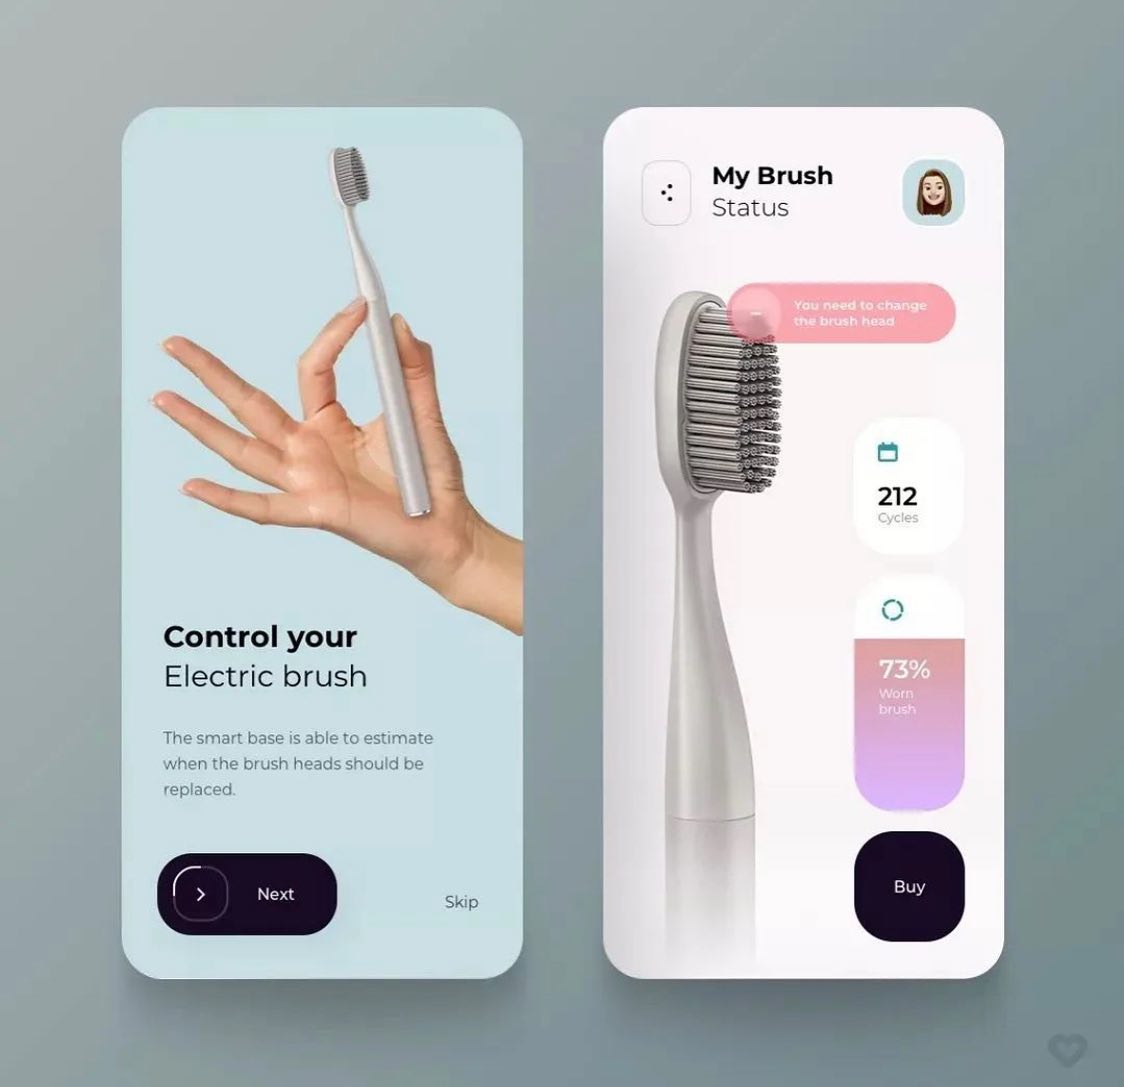 Control your
Electric brush
The smart base is able to estimate
when the brush heads should be
replaced.
Next
Skip
My Brush
Status
You need to change
the brush head
212
Cycles
73%
Worn
brush
Buy